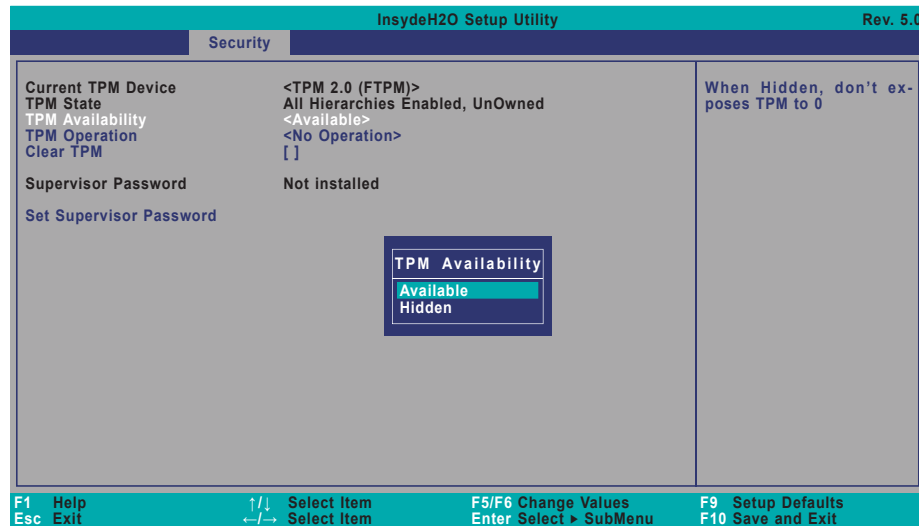 InsydeH2O Setup Utility Rev. 5.0
Security
Current TPM Device <TPM 2.0 (FTPM)>
TPM State All Hierarchies Enabled, UnOwned
TPM Availability <Available>
TPM Operation <No Operation>
Clear TPM [ ]
Supervisor Password Not installed
Set Supervisor Password
When Hidden, don't ex-
poses TPM to 0
TPM Availability
Available
Hidden
F1 Help ↑/↓ Select Item F5/F6 Change Values F9 Setup Defaults
Esc Exit ←/→ Select Item Enter Select ▸ SubMenu F10 Save and Exit